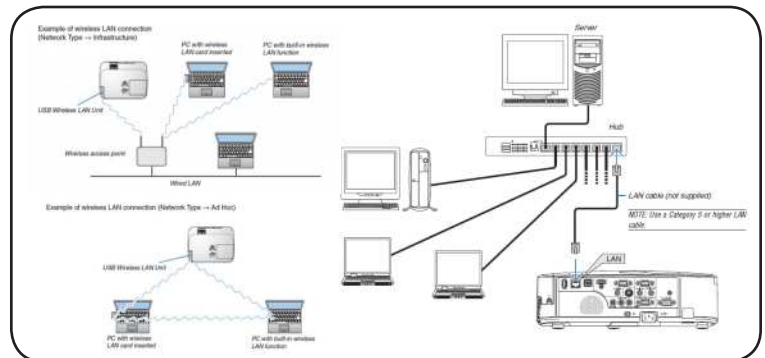 Example of wireless LAN connection
(Network Type → Infrastructure)
PC with wireless
LAN card inserted
PC with built-in wireless
LAN function
USB Wireless LAN Unit
Wireless access point
Wired LAN
Example of wireless LAN connection (Network Type → Ad Hoc)
USB Wireless LAN Unit
PC with wireless
LAN card inserted
PC with built-in wireless
LAN function
Server
Hub
LAN cable (not supplied)
NOTE: Use a Category 5 or higher LAN
cable.
LAN